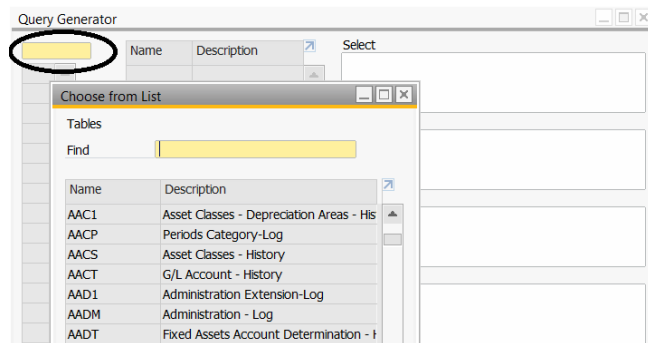 Query Generator
Name Description Select
Choose from List
Tables
Find
Name Description
AAC1 Asset Classes - Depreciation Areas - His
AACP Periods Category-Log
AACS Asset Classes - History
AACT G/L Account - History
AAD1 Administration Extension-Log
AADM Administration - Log
AADT Fixed Assets Account Determination - H